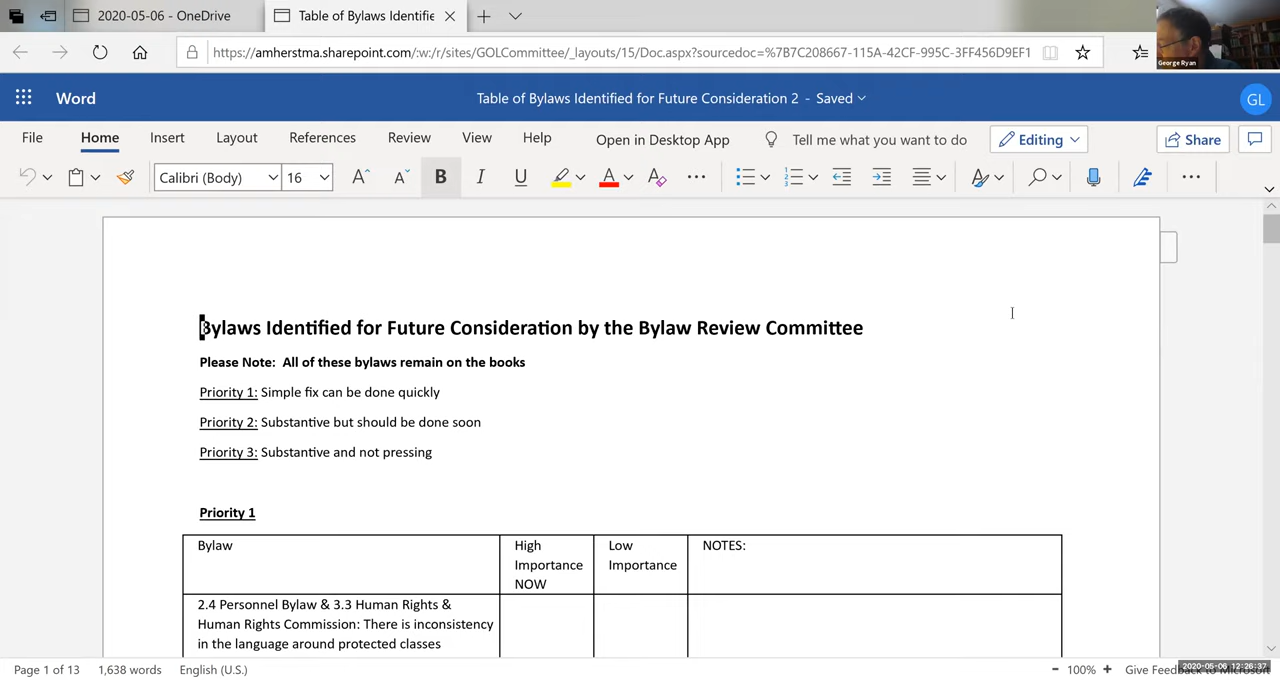 2020-05-06 - OneDrive
Table of Bylaws Identifie
https://amherstma.sharepoint.com/:w:/r/sites/GOLCommittee/_layouts/15/Doc.aspx?sourcedoc=%7B7C208667-115A-42CF-995C-3FF456D9EF1
George Ryan
Word
Table of Bylaws Identified for Future Consideration 2 - Saved
GL
File Home Insert Layout References Review View Help Open in Desktop App Tell me what you want to do Editing Share
Calibri (Body) 16 A A B I U A A
Bylaws Identified for Future Consideration by the Bylaw Review Committee
Please Note: All of these bylaws remain on the books
Priority 1: Simple fix can be done quickly
Priority 2: Substantive but should be done soon
Priority 3: Substantive and not pressing
Priority 1
Bylaw
High
Importance
NOW
Low
Importance
NOTES:
2.4 Personnel Bylaw & 3.3 Human Rights &
Human Rights Commission: There is inconsistency
in the language around protected classes
Page 1 of 13 1,638 words English (U.S.) - 100% + Give Feedback to Microsoft
2020-05-06 12:26:37